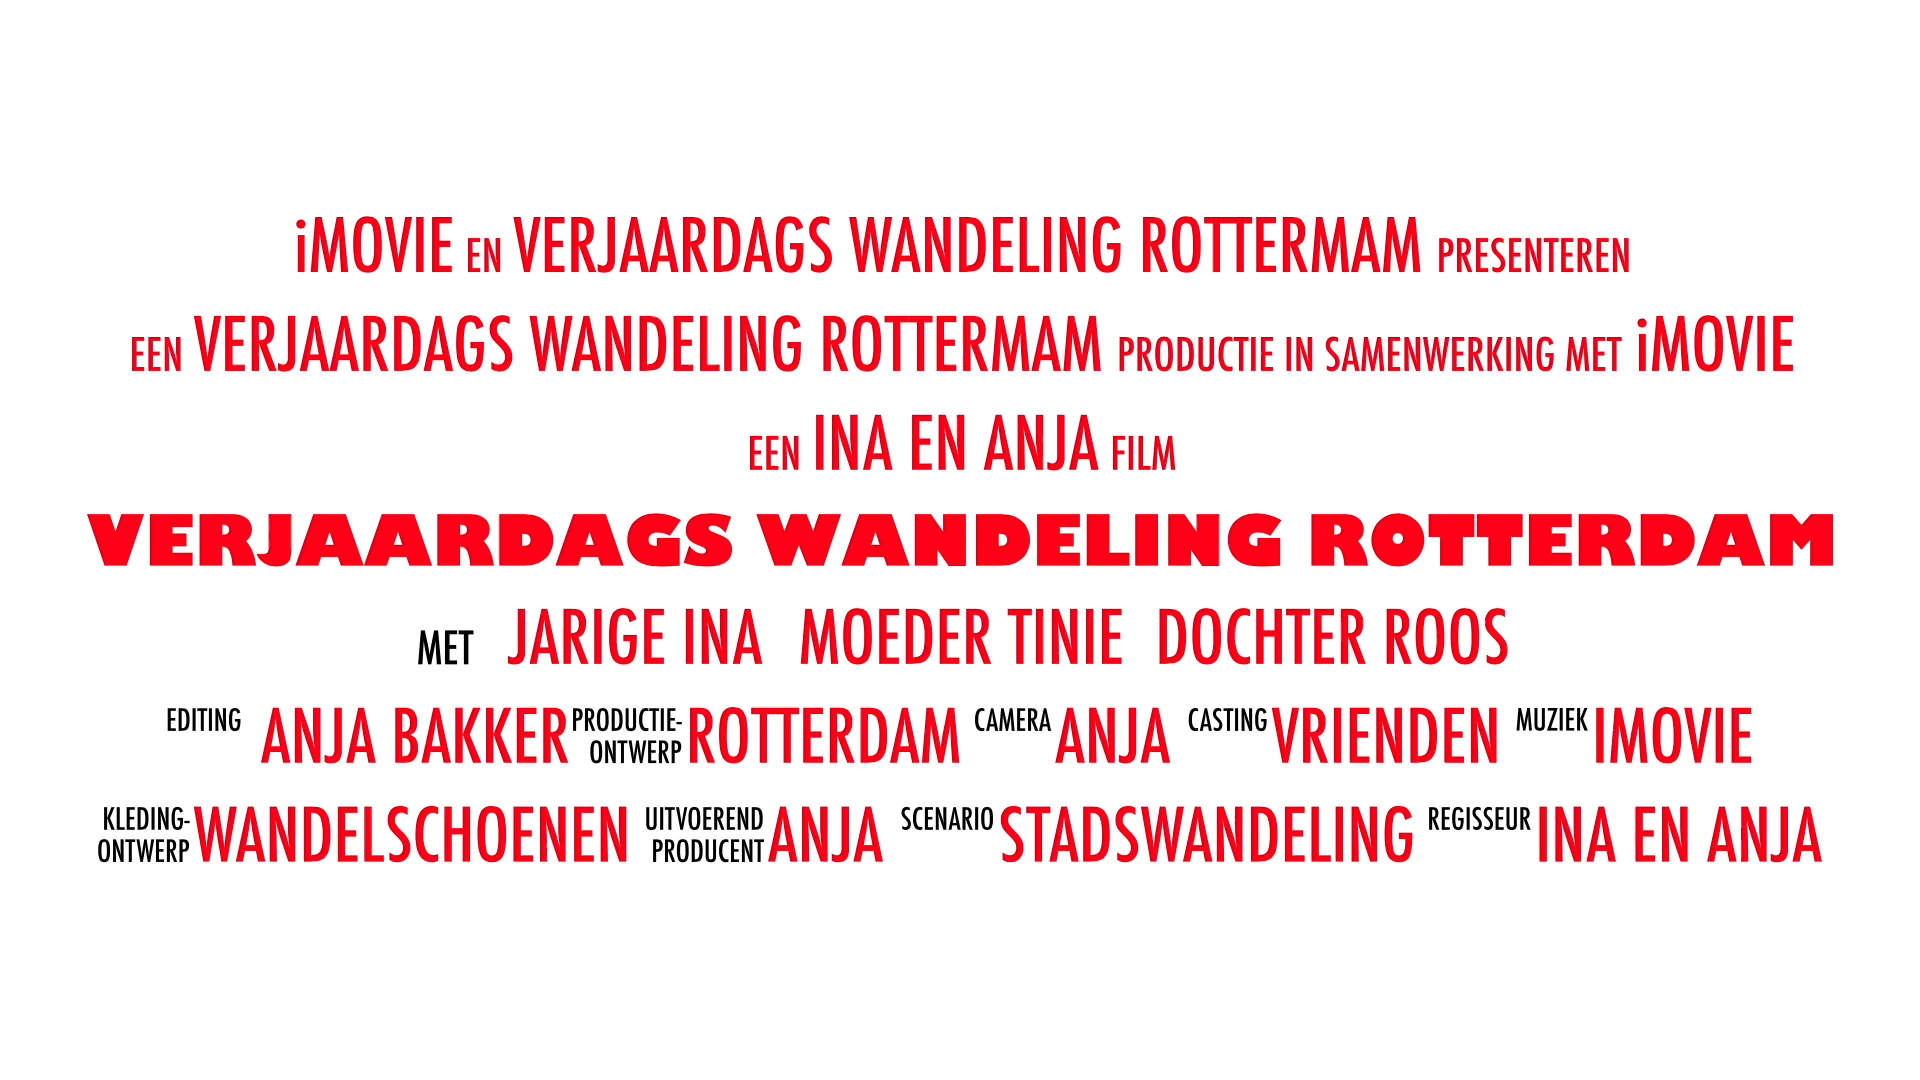 iMOVIE EN VERJAARDAGS WANDELING ROTTERMAM PRESENTEREN
EEN VERJAARDAGS WANDELING ROTTERMAM PRODUCTIE IN SAMENWERKING MET iMOVIE
EEN INA EN ANJA FILM
VERJAARDAGS WANDELING ROTTERDAM
MET JARIGE INA MOEDER TINIE DOCHTER ROOS
EDITING ANJA BAKKER PRODUCTIE-ONTWERP ROTTERDAM CAMERA ANJA CASTING VRIENDEN MUZIEK IMOVIE
KLEDING-ONTWERP WANDELSCHOENEN UITVOEREND PRODUCENT ANJA SCENARIO STADSWANDELING REGISSEUR INA EN ANJA